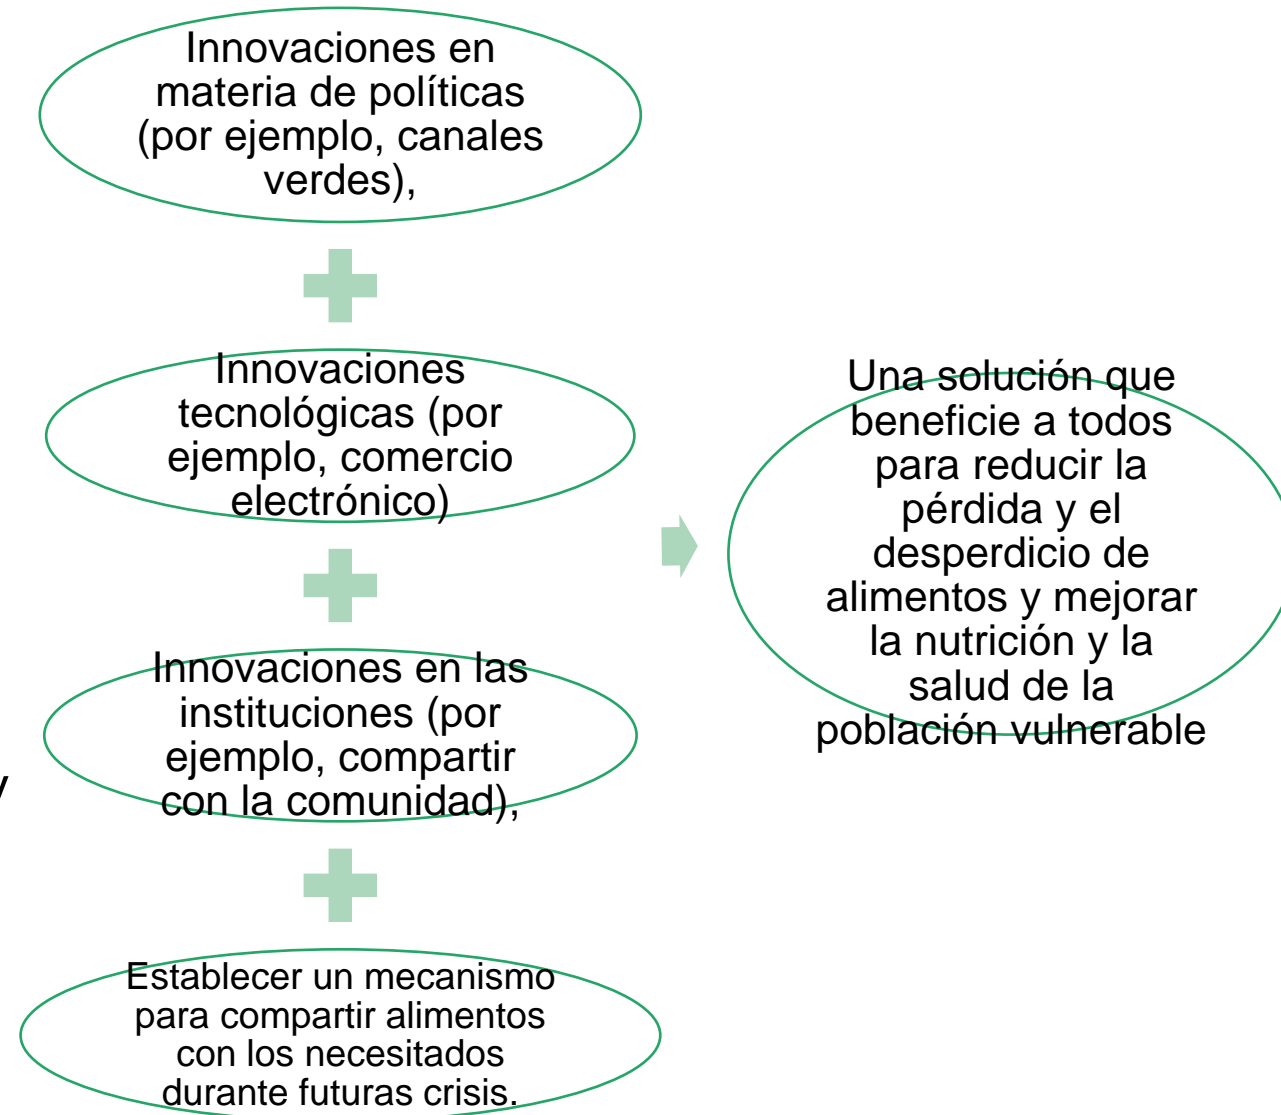 Innovaciones en
materia de políticas
(por ejemplo, canales
verdes),
Innovaciones
tecnológicas (por
ejemplo, comercio
electrónico)
Innovaciones en las
instituciones (por
ejemplo, compartir
con la comunidad),
Establecer un mecanismo
para compartir alimentos
con los necesitados
durante futuras crisis.
Una solución que
beneficie a todos
para reducir la
pérdida y el
desperdicio de
alimentos y mejorar
la nutrición y la
salud de la
población vulnerable